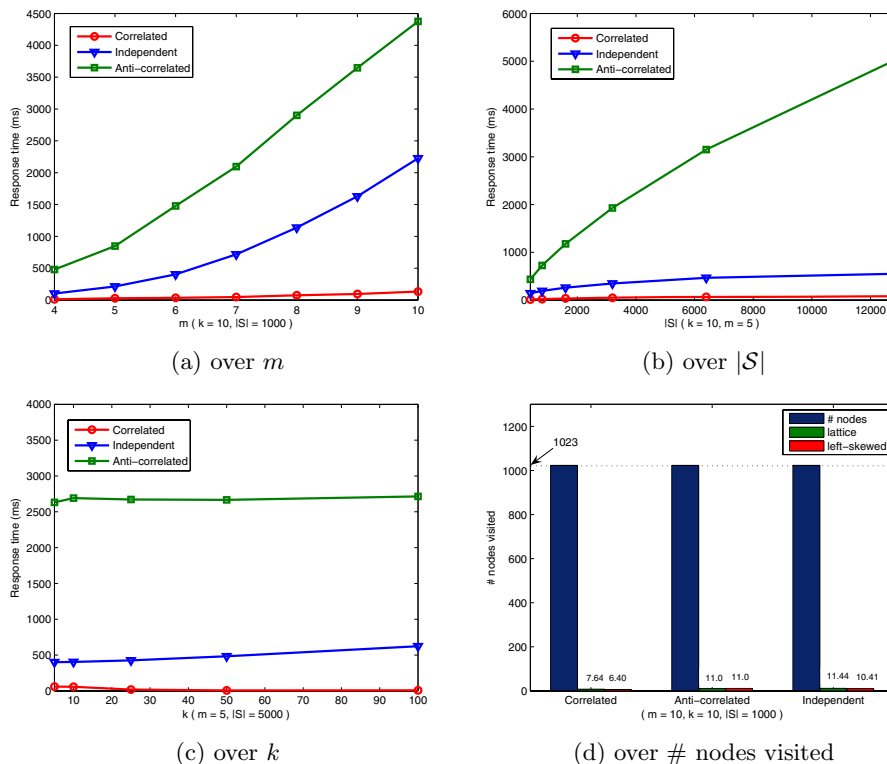 4500
4000
3500
3000
2500
2000
1500
1000
500
0
Response time (ms)
Correlated
Independent
Anti−correlated
4 5 6 7 8 9 10
m ( k = 10, |S| = 1000 )
(a) over m
6000
5000
4000
3000
2000
1000
0
Response time (ms)
Correlated
Independent
Anti−correlated
2000 4000 6000 8000 10000 12000
|S| ( k = 10, m = 5 )
(b) over |S|
4000
3500
3000
2500
2000
1500
1000
500
0
Response time (ms)
Correlated
Independent
Anti−correlated
10 20 30 40 50 60 70 80 90 100
k ( m = 5, |S| = 5000 )
(c) over k
1200
1000
800
600
400
200
0
# nodes visited
# nodes
lattice
left−skewed
1023
7.64 6.40
11.0 11.0
11.44 10.41
Correlated Anti−correlated Independent
( m = 10, k = 10, |S| = 1000 )
(d) over # nodes visited